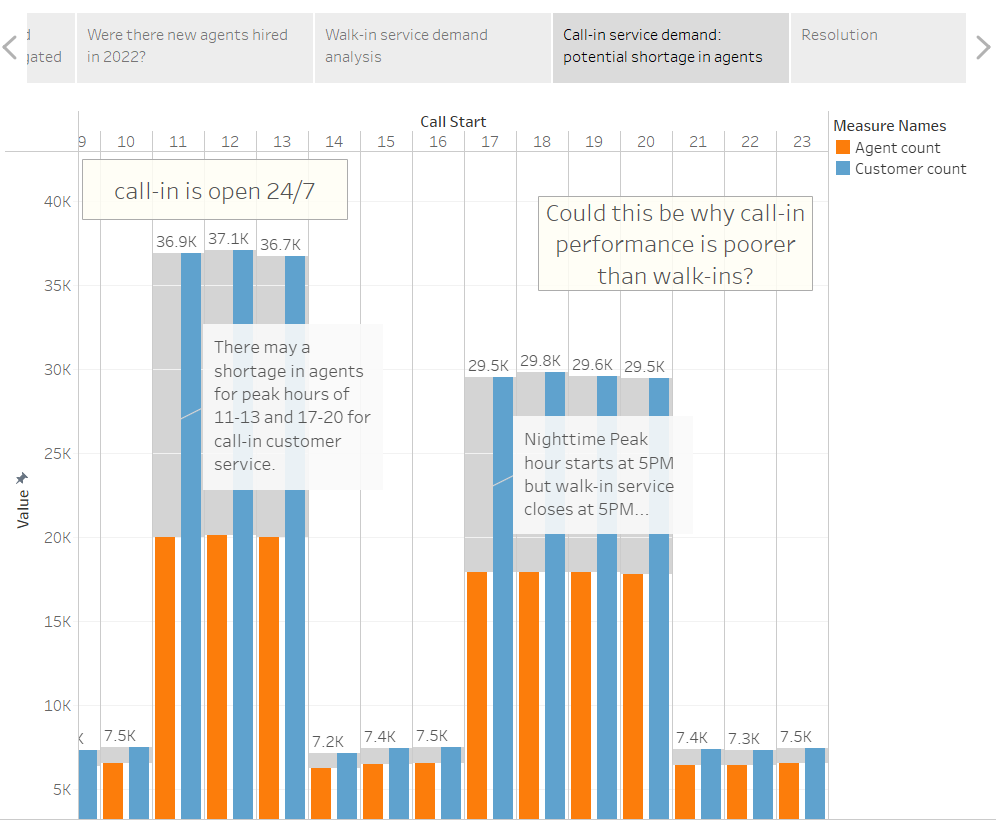 Were there new agents hired
in 2022?
Walk-in service demand
analysis
Call-in service demand:
potential shortage in agents
Resolution
Call Start
9 10 11 12 13 14 15 16 17 18 19 20 21 22 23
Measure Names
Agent count
Customer count
call-in is open 24/7
Could this be why call-in
performance is poorer
than walk-ins?
40K
35K
30K
25K
20K
15K
10K
5K
Value
36.9K 37.1K 36.7K
There may a
shortage in agents
for peak hours of
11-13 and 17-20 for
call-in customer
service.
29.5K 29.8K 29.6K 29.5K
Nighttime Peak
hour starts at 5PM
but walk-in service
closes at 5PM...
7.5K 7.2K 7.4K 7.5K 7.4K 7.3K 7.5K